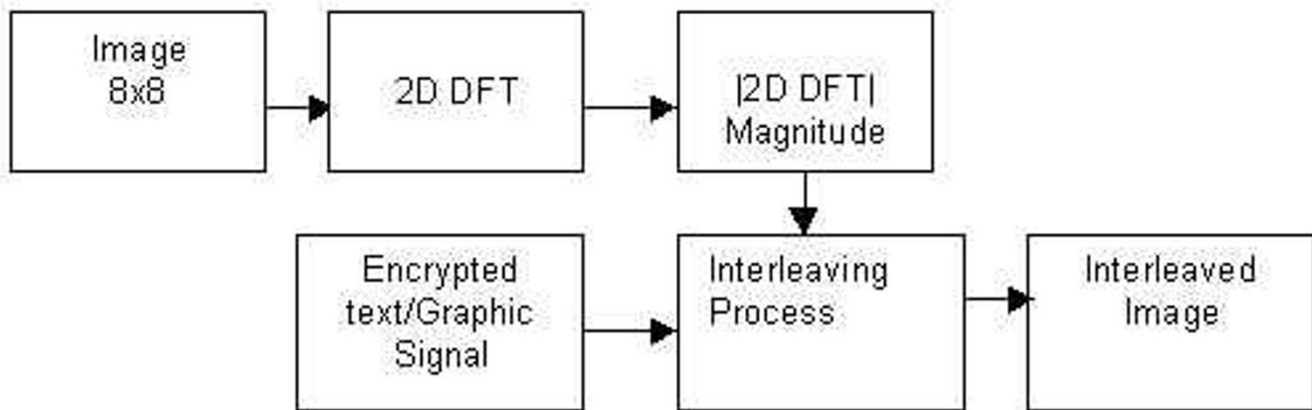 Image
8x8
2D DFT
|2D DFT|
Magnitude
Encrypted
text/Graphic
Signal
Interleaving
Process
Interleaved
Image